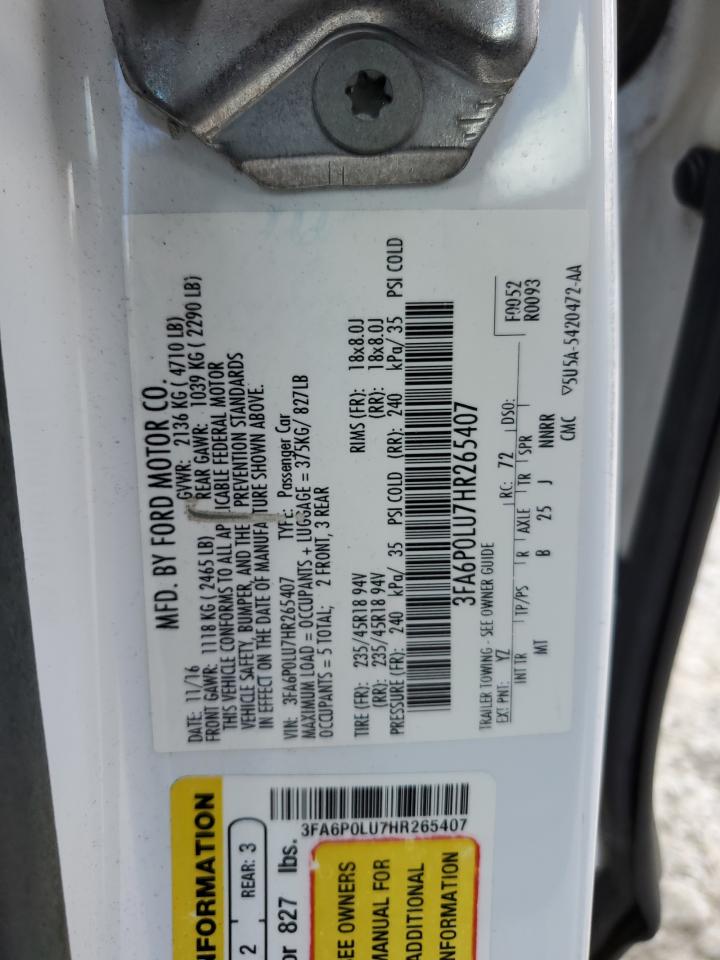 MFD. BY FORD MOTOR CO.
DATE: 11/16 GVWR: 2136 KG ( 4710 LB)
FRONT GAWR: 1118 KG ( 2465 LB) REAR GAWR: 1039 KG ( 2290 LB)
THIS VEHICLE CONFORMS TO ALL AP LICABLE FEDERAL MOTOR
VEHICLE SAFETY, BUMPER, AND THE PREVENTION STANDARDS
IN EFFECT ON THE DATE OF MANUFA TURE SHOWN ABOVE.
VIN: 3FA6P0LU7HR265407 TYPE: Passenger Car
MAXIMUM LOAD = OCCUPANTS + LUGGAGE = 375KG/ 827LB
OCCUPANTS = 5 TOTAL; 2 FRONT, 3 REAR
TIRE (FR): 235/45R18 94V RIMS (FR): 18x8.0J
(RR): 235/45R18 94V (RR): 18x8.0J
PRESSURE (FR): 240 kPa/ 35 PSI COLD (RR): 240 kPa/ 35 PSI COLD
3FA6P0LU7HR265407
TRAILER TOWING - SEE OWNER GUIDE
EXT PNT: YZ RC: 72 DSO: F0052
R0093
INT TR TP/PS R AXLE TR SPR
MT B 25 J NNRR
CMC ▽5U5A-5420472-AA
3FA6P0LU7HR265407
NFORMATION
2 REAR: 3
or 827 lbs.
SEE OWNERS
MANUAL FOR
ADDITIONAL
INFORMATION